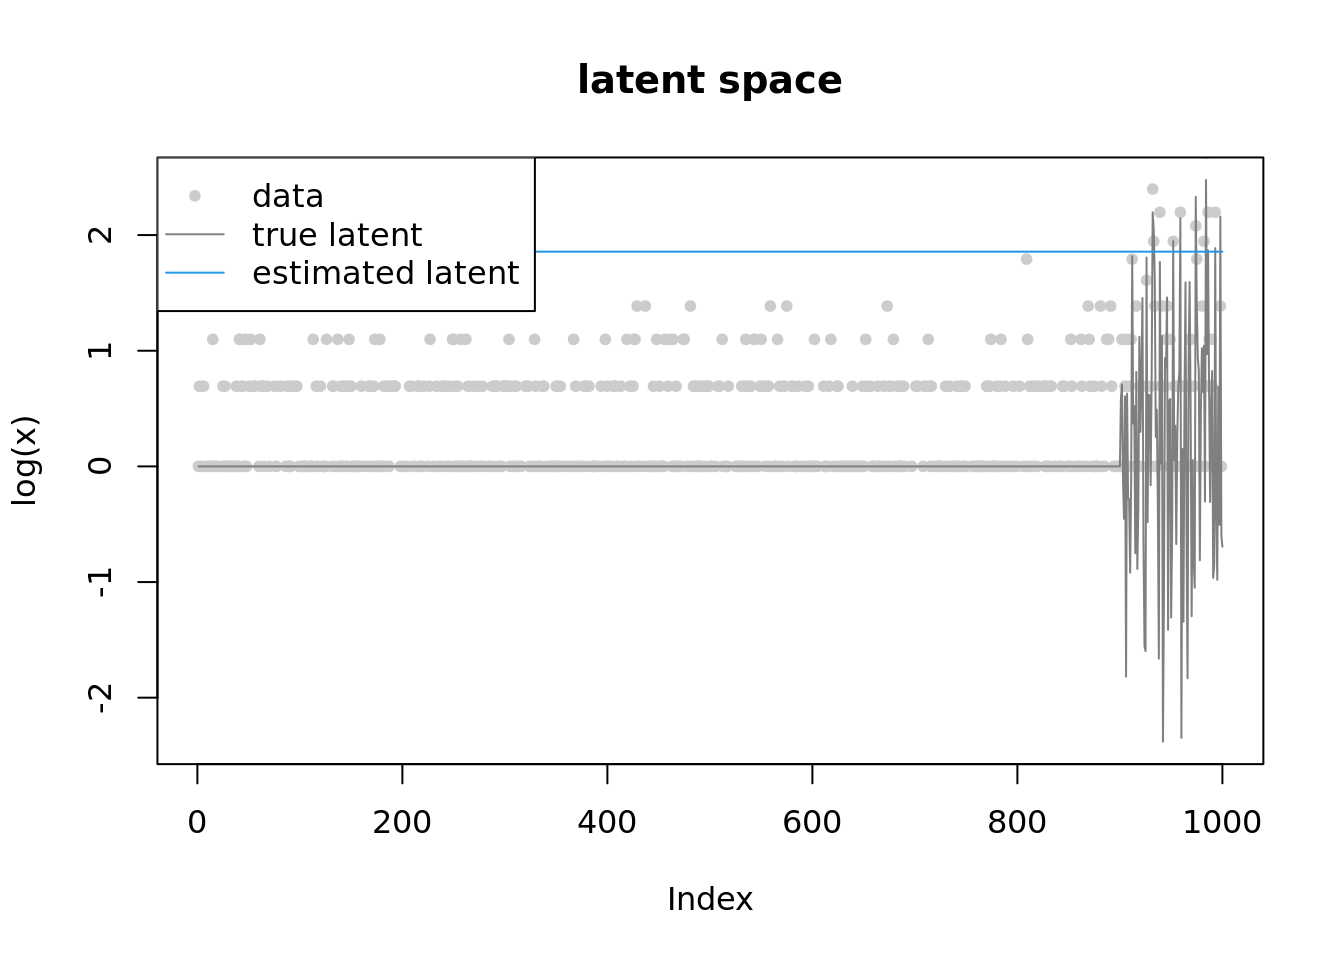 latent space
data
true latent
estimated latent
log(x)
2
1
0
-1
-2
0
200
400
600
800
1000
Index